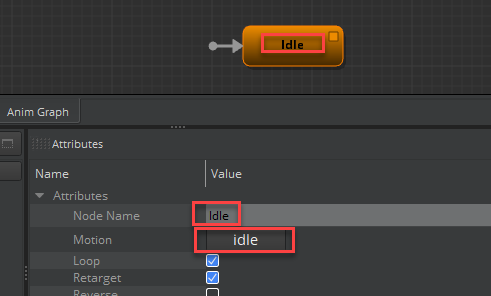 Idle
Anim Graph
Attributes
Name Value
Attributes
Node Name Idle
Motion idle
Loop
Retarget
Reverse